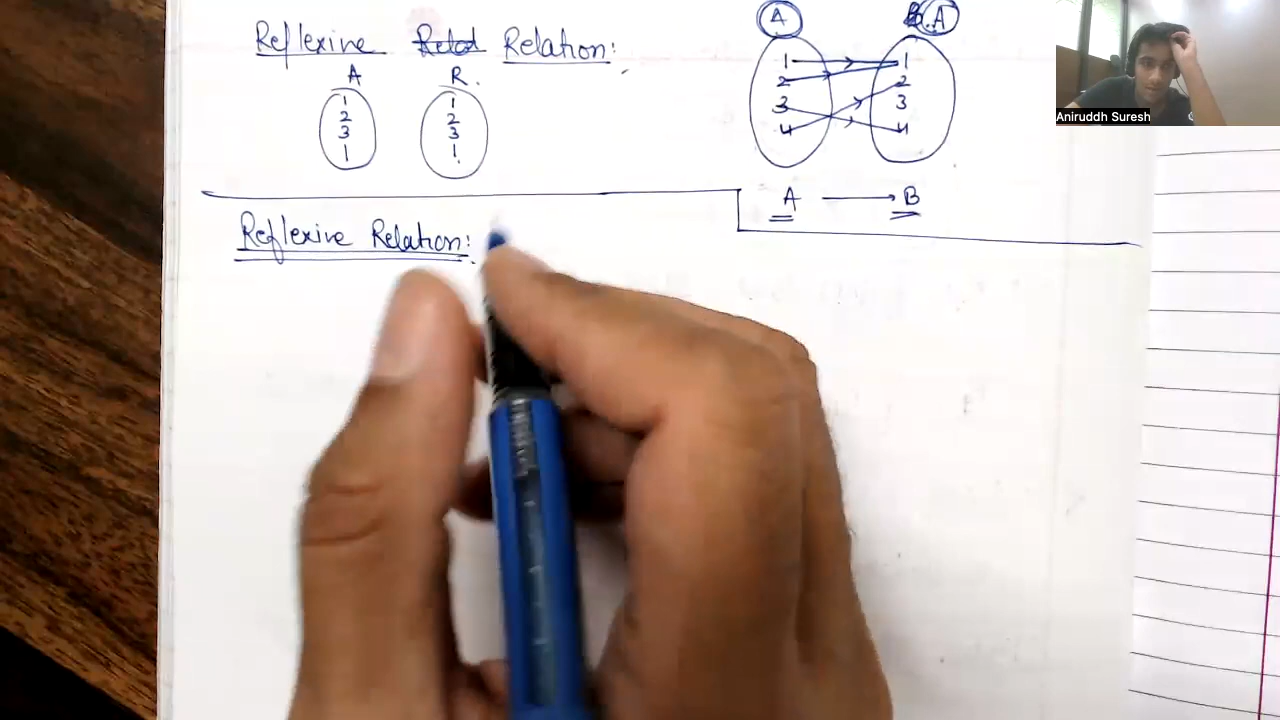 Reflexive Relat Relation:
A R.
1 1
2 2
3 3
1 1.
A B A
1 1
2 2
3 3
4 4
A → B
Reflexive Relation:
Aniruddh Suresh